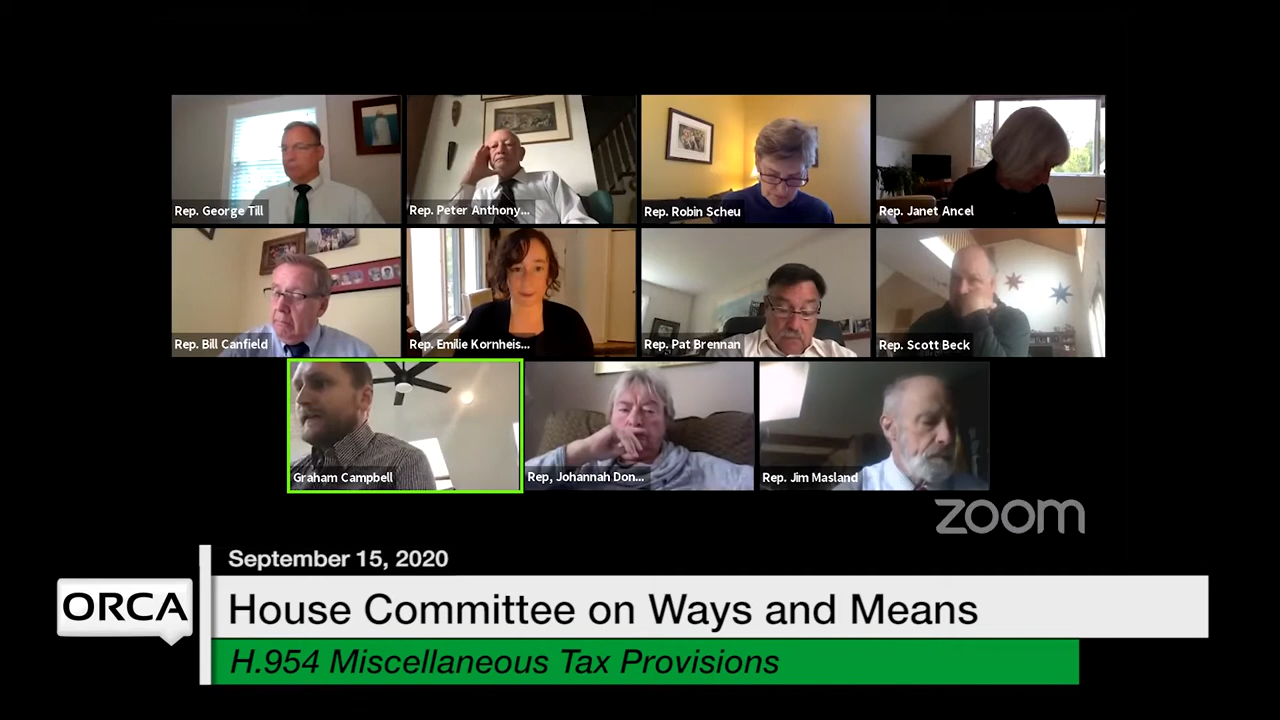 Rep. George Till
Rep. Peter Anthony...
Rep. Robin Scheu
Rep. Janet Ancel
Rep. Bill Canfield
Rep. Emilie Kornheis...
Rep. Pat Brennan
Rep. Scott Beck
Graham Campbell
Rep, Johannah Don...
Rep. Jim Masland
zoom
September 15, 2020
ORCA
House Committee on Ways and Means
H.954 Miscellaneous Tax Provisions